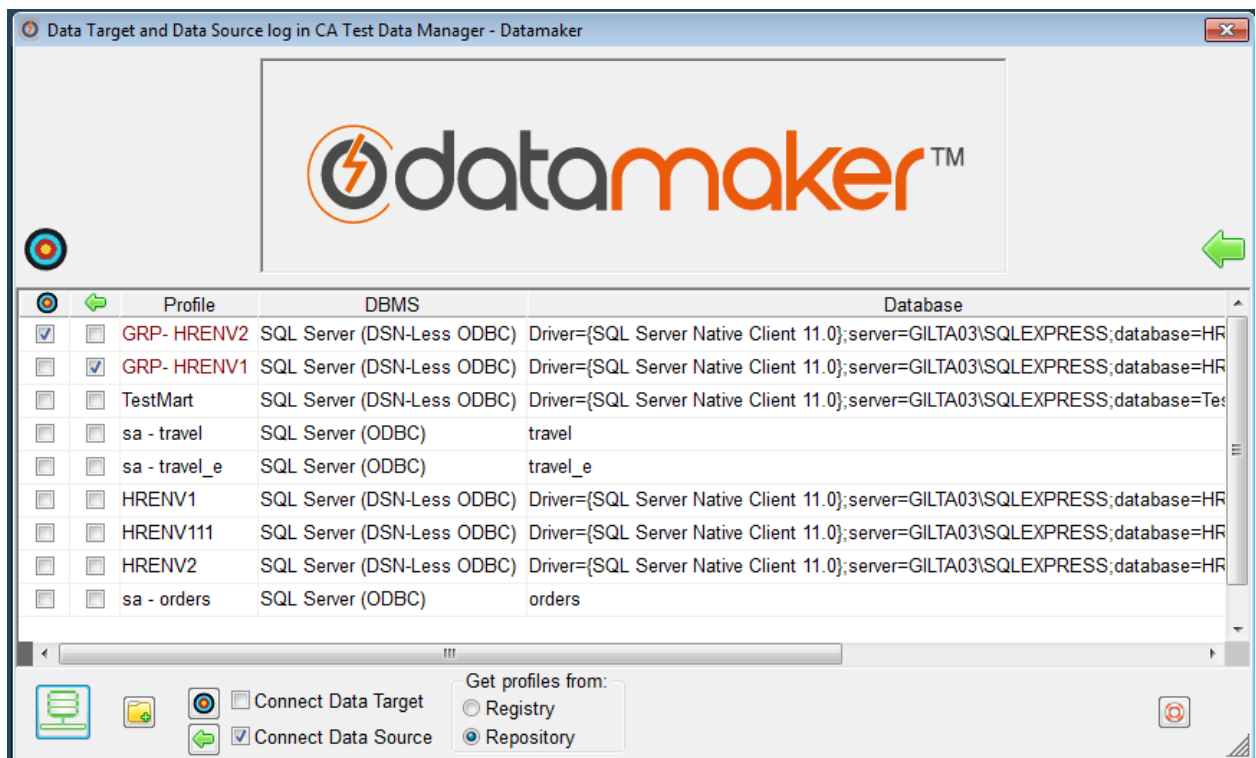 Data Target and Data Source log in CA Test Data Manager - Datamaker
datamaker™
Profile DBMS Database
GRP- HRENV2 SQL Server (DSN-Less ODBC) Driver={SQL Server Native Client 11.0};server=GILTA03\SQLEXPRESS;database=HR
GRP- HRENV1 SQL Server (DSN-Less ODBC) Driver={SQL Server Native Client 11.0};server=GILTA03\SQLEXPRESS;database=HR
TestMart SQL Server (DSN-Less ODBC) Driver={SQL Server Native Client 11.0};server=GILTA03\SQLEXPRESS;database=Tes
sa - travel SQL Server (ODBC) travel
sa - travel_e SQL Server (ODBC) travel_e
HRENV1 SQL Server (DSN-Less ODBC) Driver={SQL Server Native Client 11.0};server=GILTA03\SQLEXPRESS;database=HR
HRENV111 SQL Server (DSN-Less ODBC) Driver={SQL Server Native Client 11.0};server=GILTA03\SQLEXPRESS;database=HR
HRENV2 SQL Server (DSN-Less ODBC) Driver={SQL Server Native Client 11.0};server=GILTA03\SQLEXPRESS;database=HR
sa - orders SQL Server (ODBC) orders
Get profiles from:
Connect Data Target Registry
Connect Data Source Repository